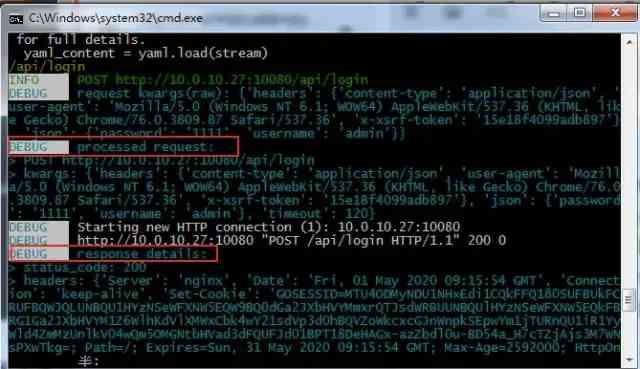 C:\Windows\system32\cmd.exe
for full details.
yaml_content = yaml.load(stream)
/api/login
INFO POST http://10.0.10.27:10080/api/login
DEBUG request kwargs(raw): {'headers': {'content-type': 'application/json', '
user-agent': 'Mozilla/5.0 (Windows NT 6.1; WOW64) AppleWebKit/537.36 (KHTML, lik
e Gecko) Chrome/76.0.3809.87 Safari/537.36', 'x-xsrf-token': '15e18f4099adb897'}
, 'json': {'password': '1111', 'username': 'admin'}}
DEBUG processed request:
> POST http://10.0.10.27:10080/api/login
> kwargs: {'headers': {'content-type': 'application/json', 'user-agent': 'Mozill
a/5.0 (Windows NT 6.1; WOW64) AppleWebKit/537.36 (KHTML, like Gecko) Chrome/76.0
.3809.87 Safari/537.36', 'x-xsrf-token': '15e18f4099adb897'}, 'json': {'password
': '1111', 'username': 'admin'}, 'timeout': 120}
DEBUG Starting new HTTP connection (1): 10.0.10.27:10080
DEBUG http://10.0.10.27:10080 "POST /api/login HTTP/1.1" 200 0
DEBUG response details:
> status_code: 200
> headers: {'Server': 'nginx', 'Date': 'Fri, 01 May 2020 09:15:54 GMT', 'Connec
tion': 'keep-alive', 'Set-Cookie':
Path=/; Expires=Sun, 31 May 2020 09:15:54 GMT; Max-Age=2592000; HttpOn
半: